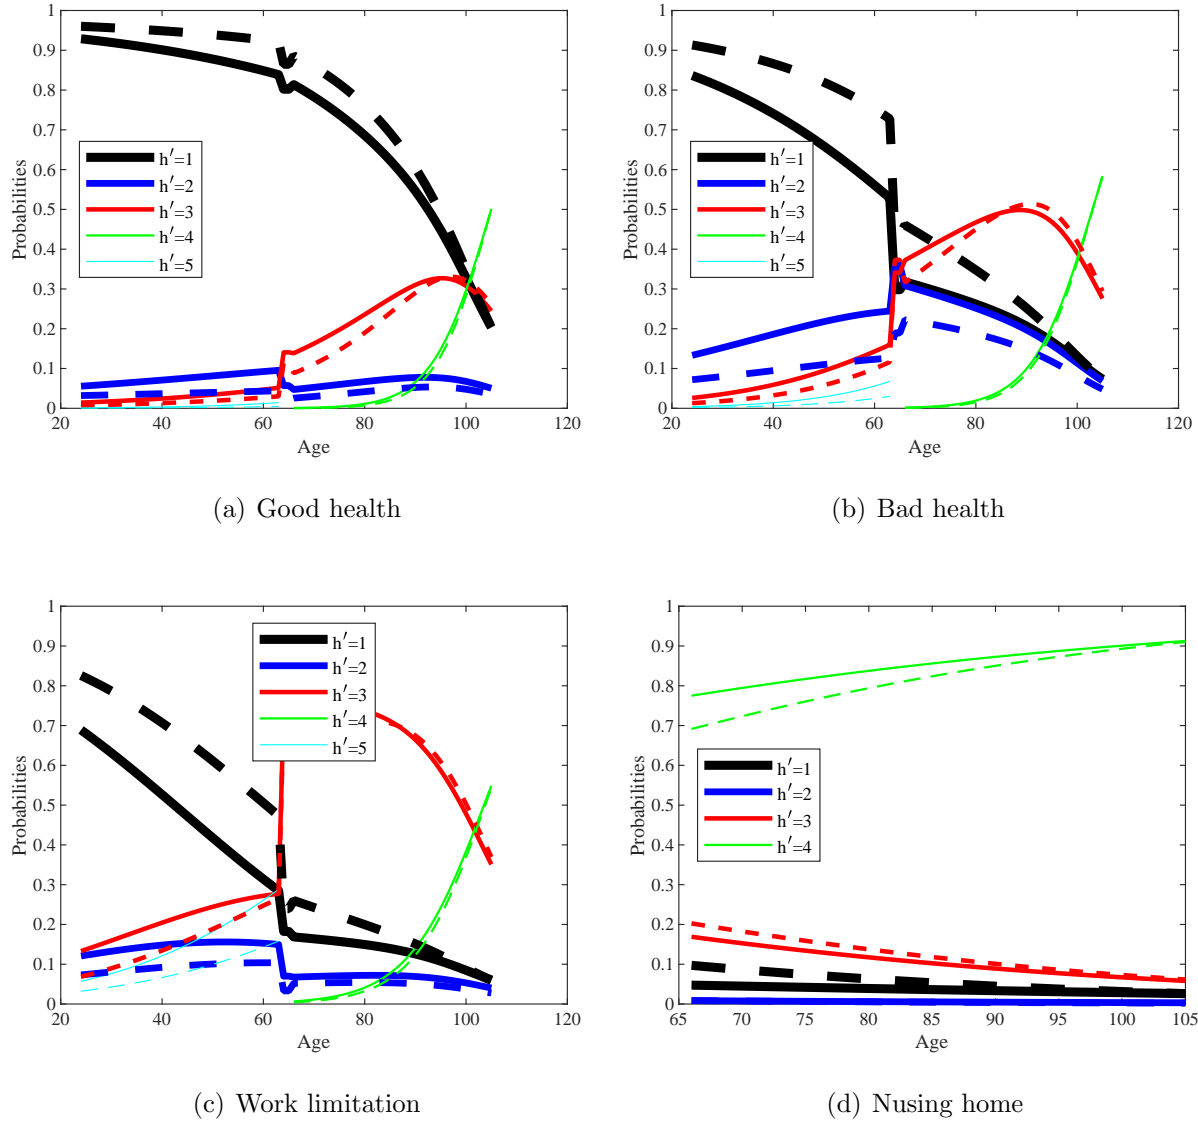 1
0.9
0.8
0.7
0.6
0.5
0.4
0.3
0.2
0.1
0
20 40 60 80 100 120
Probabilities
Age
h′=1
h′=2
h′=3
h′=4
h′=5
(a) Good health
1
0.9
0.8
0.7
0.6
0.5
0.4
0.3
0.2
0.1
0
20 40 60 80 100 120
Probabilities
Age
h′=1
h′=2
h′=3
h′=4
h′=5
(b) Bad health
1
0.9
0.8
0.7
0.6
0.5
0.4
0.3
0.2
0.1
0
20 40 60 80 100 120
Probabilities
Age
h′=1
h′=2
h′=3
h′=4
h′=5
(c) Work limitation
1
0.9
0.8
0.7
0.6
0.5
0.4
0.3
0.2
0.1
0
65 70 75 80 85 90 95 100 105
Probabilities
Age
h′=1
h′=2
h′=3
h′=4
(d) Nusing home